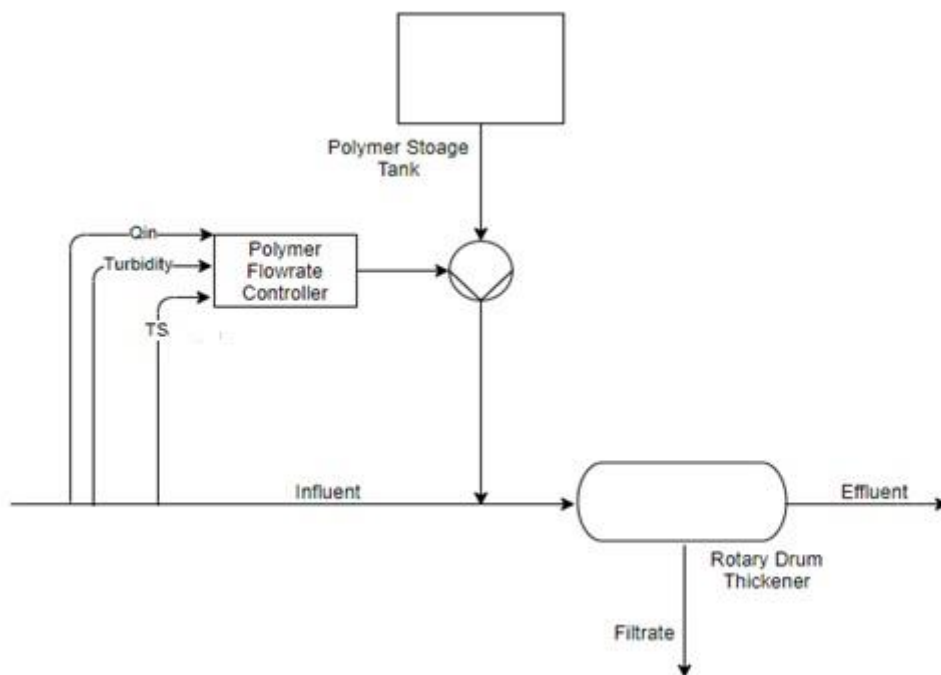 Polymer Stoage
Tank
Qin
Turbidity
TS
Polymer
Flowrate
Controller
Influent
Effluent
Rotary Drum
Thickener
Filtrate